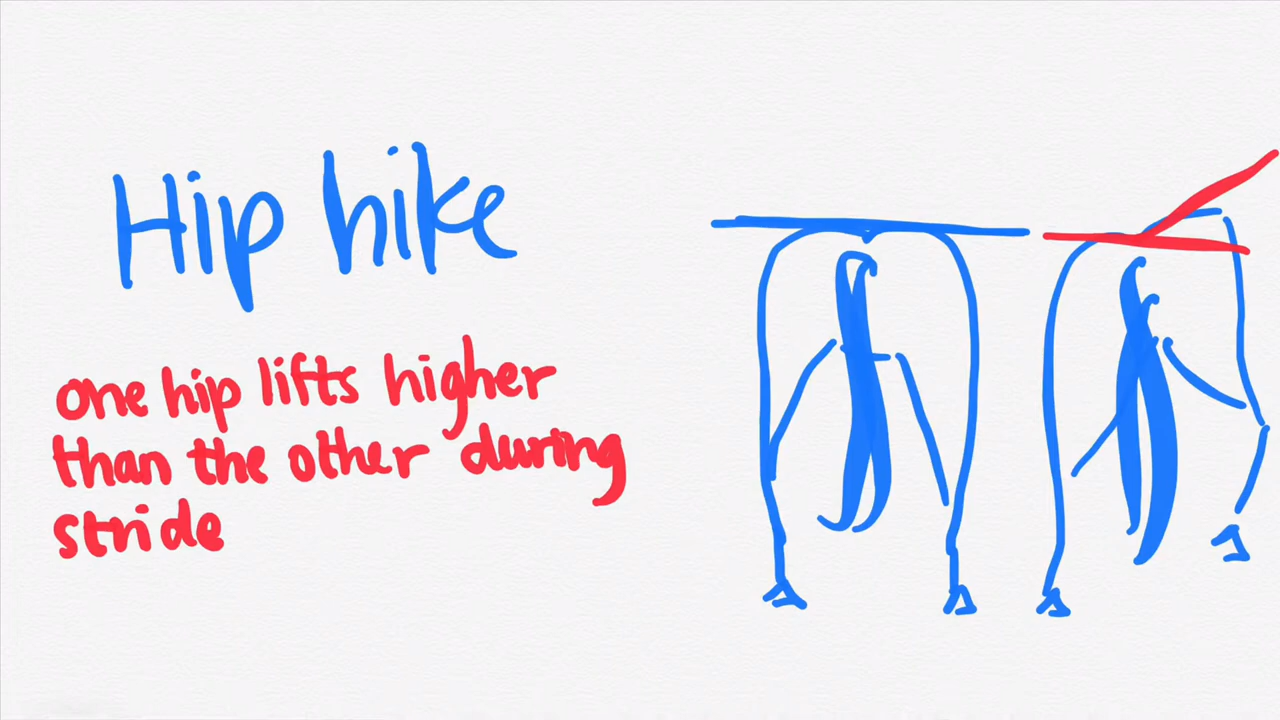 Hip hike
one hip lifts higher
than the other during
stride